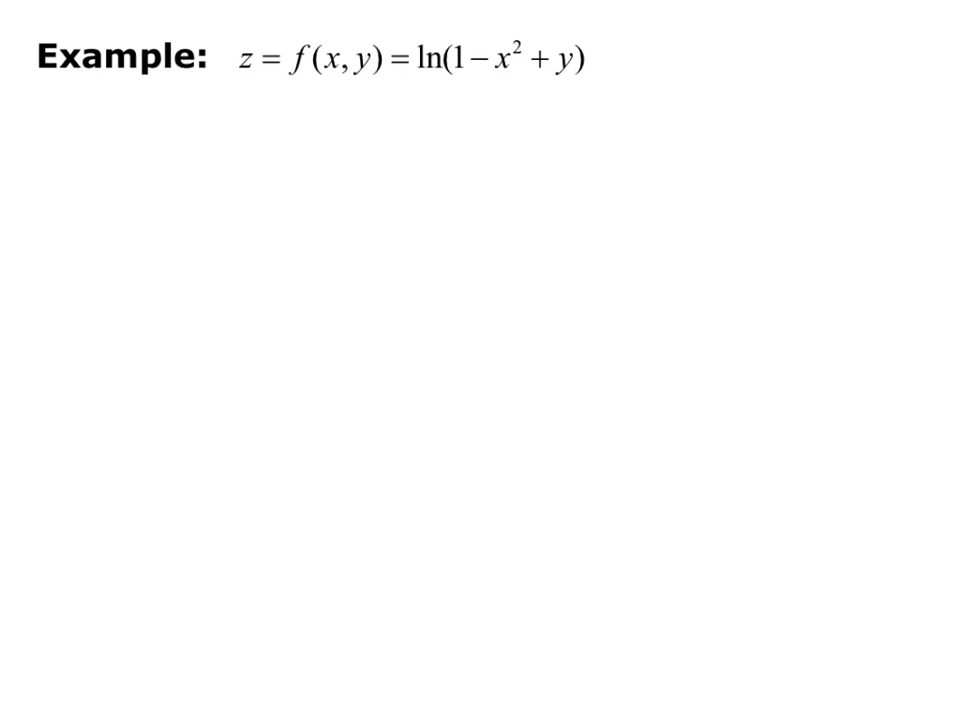 Example: z = f(x, y) = ln(1 − x² + y)